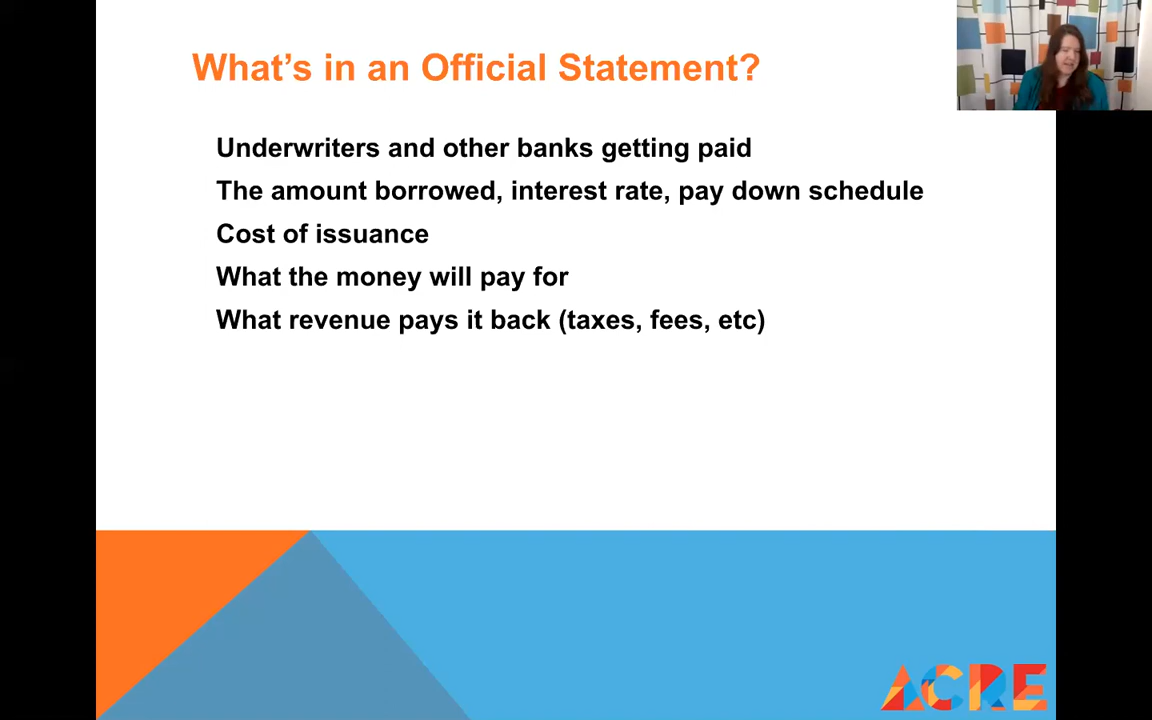 What's in an Official Statement?
Underwriters and other banks getting paid
The amount borrowed, interest rate, pay down schedule
Cost of issuance
What the money will pay for
What revenue pays it back (taxes, fees, etc)
ACRE